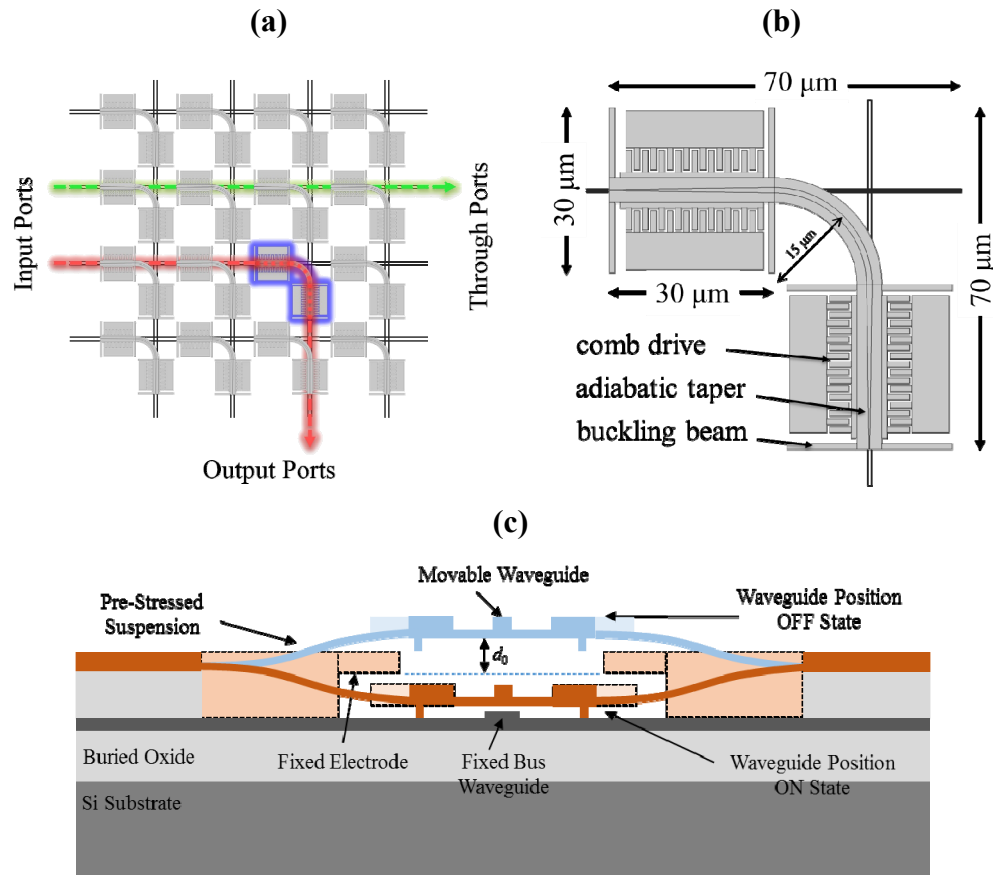 (a)
Input Ports
Through Ports
Output Ports
(b)
70 μm
30 μm
15 μm
70 μm
30 μm
comb drive
adiabatic taper
buckling beam
(c)
Movable Waveguide
Pre-Stressed
Suspension
Waveguide Position
OFF State
d0
Buried Oxide
Fixed Electrode
Fixed Bus
Waveguide
Waveguide Position
ON State
Si Substrate